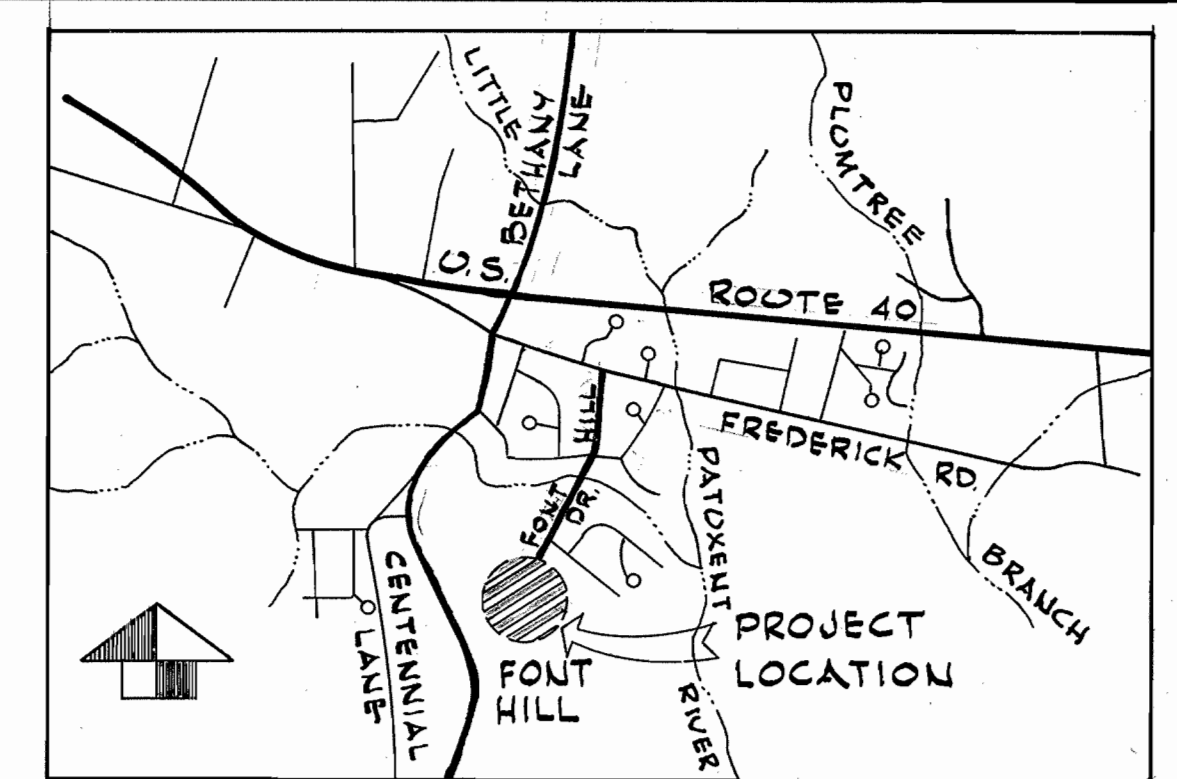 LITTLE
PATUXENT
RIVER
BETHANY
LANE
PLUMTREE
BRANCH
U.S. ROUTE 40
FREDERICK RD.
FONT HILL
DR.
CENTENNIAL
LANE
FONT
HILL
PROJECT
LOCATION